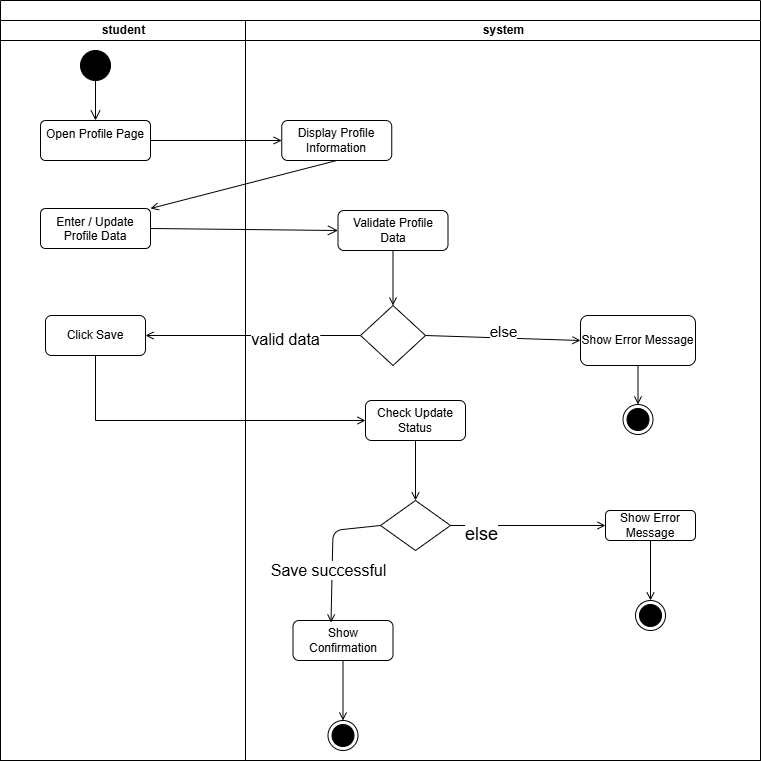 student
system
Open Profile Page
Display Profile
Information
Enter / Update
Profile Data
Validate Profile
Data
Click Save
valid data
else
Show Error Message
Check Update
Status
else
Show Error
Message
Save successful
Show
Confirmation